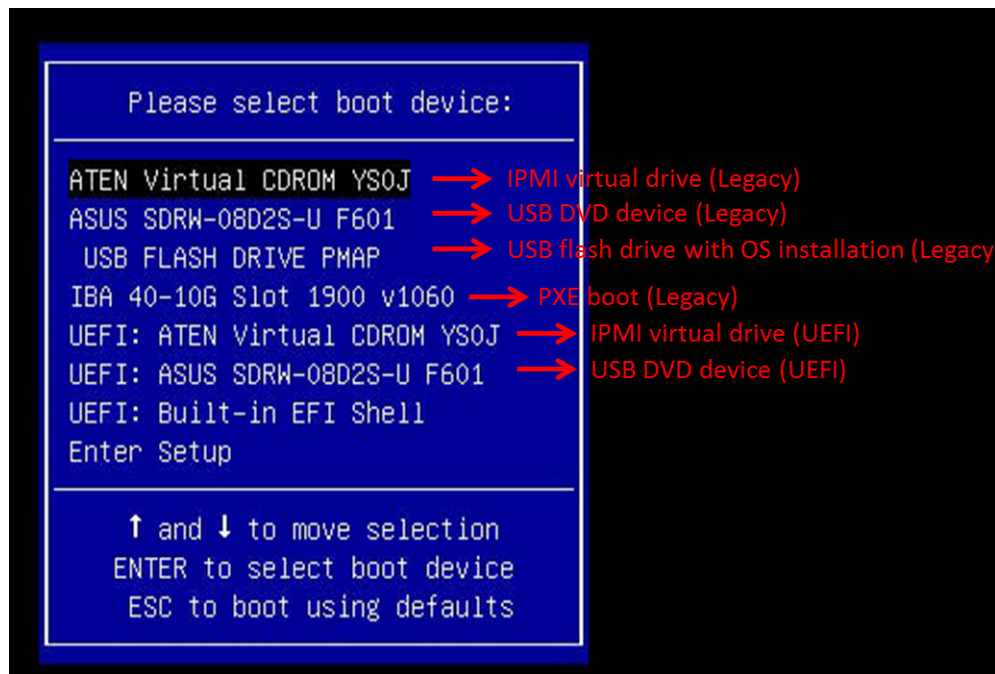 Please select boot device:
ATEN Virtual CDROM YS0J → IPMI virtual drive (Legacy)
ASUS SDRW-08D2S-U F601 → USB DVD device (Legacy)
USB FLASH DRIVE PMAP → USB flash drive with OS installation (Legacy
IBA 40-10G Slot 1900 v1060 → PXE boot (Legacy)
UEFI: ATEN Virtual CDROM YS0J → IPMI virtual drive (UEFI)
UEFI: ASUS SDRW-08D2S-U F601 → USB DVD device (UEFI)
UEFI: Built-in EFI Shell
Enter Setup
↑ and ↓ to move selection
ENTER to select boot device
ESC to boot using defaults